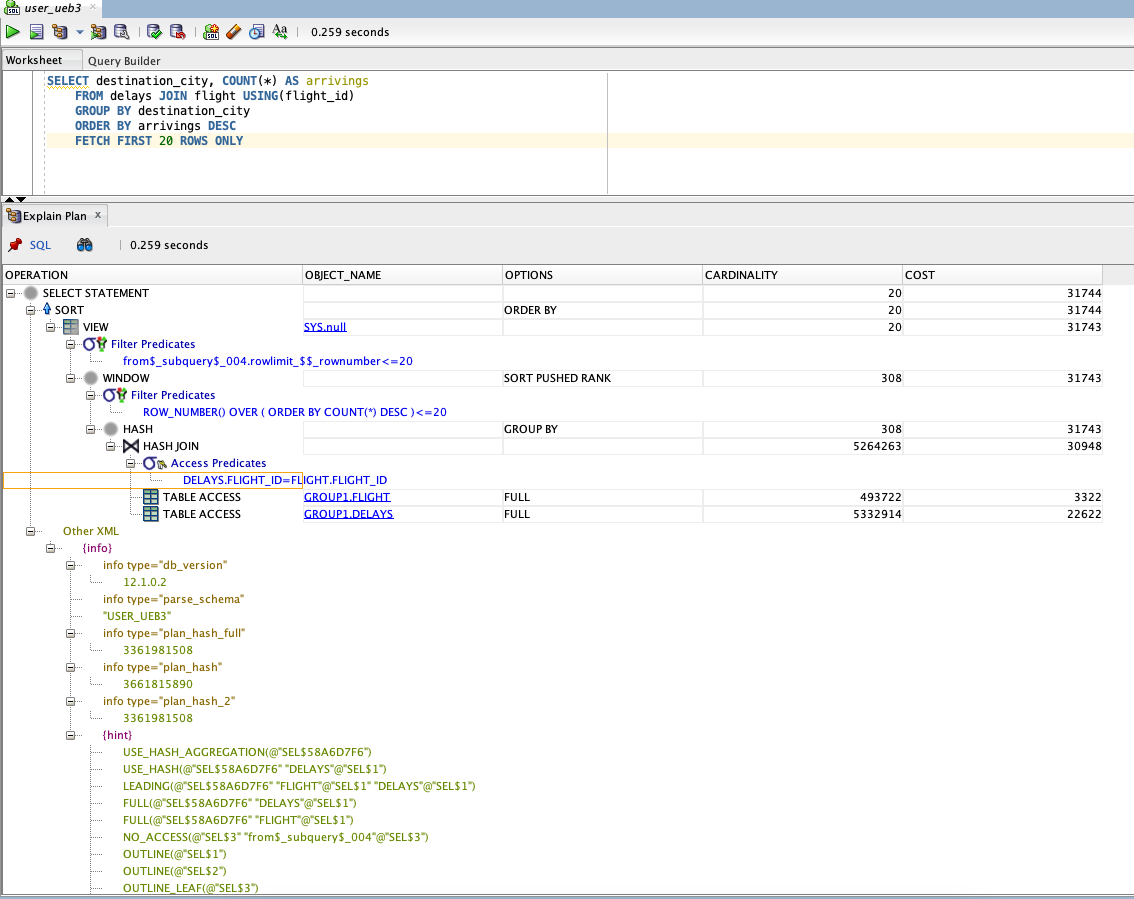 user_ueb3
0.259 seconds
Worksheet Query Builder
SELECT destination_city, COUNT(*) AS arrivings
FROM delays JOIN flight USING(flight_id)
GROUP BY destination_city
ORDER BY arrivings DESC
FETCH FIRST 20 ROWS ONLY
Explain Plan x
SQL 0.259 seconds
OPERATION OBJECT_NAME OPTIONS CARDINALITY COST
SELECT STATEMENT 20 31744
SORT ORDER BY 20 31744
VIEW SYS.null 20 31743
Filter Predicates
from$_subquery$_004.rowlimit_$$_rownumber<=20
WINDOW SORT PUSHED RANK 308 31743
Filter Predicates
ROW_NUMBER() OVER ( ORDER BY COUNT(*) DESC )<=20
HASH GROUP BY 308 31743
HASH JOIN 5264263 30948
Access Predicates
DELAYS.FLIGHT_ID=FLIGHT.FLIGHT_ID
TABLE ACCESS GROUP1.FLIGHT FULL 493722 3322
TABLE ACCESS GROUP1.DELAYS FULL 5332914 22622
Other XML
{info}
info type="db_version"
12.1.0.2
info type="parse_schema"
"USER_UEB3"
info type="plan_hash_full"
3361981508
info type="plan_hash"
3661815890
info type="plan_hash_2"
3361981508
{hint}
USE_HASH_AGGREGATION(@"SEL$58A6D7F6")
USE_HASH(@"SEL$58A6D7F6" "DELAYS"@"SEL$1")
LEADING(@"SEL$58A6D7F6" "FLIGHT"@"SEL$1" "DELAYS"@"SEL$1")
FULL(@"SEL$58A6D7F6" "DELAYS"@"SEL$1")
FULL(@"SEL$58A6D7F6" "FLIGHT"@"SEL$1")
NO_ACCESS(@"SEL$3" "from$_subquery$_004"@"SEL$3")
OUTLINE(@"SEL$1")
OUTLINE(@"SEL$2")
OUTLINE_LEAF(@"SEL$3")